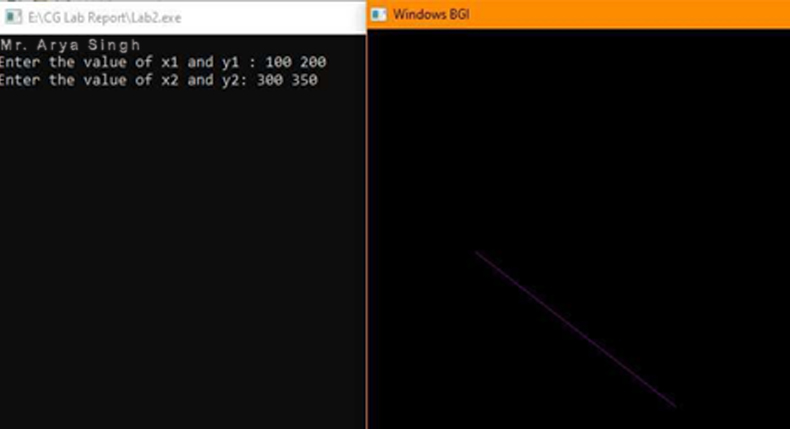 E:\CG Lab Report\Lab2.exe
Windows BGI
Mr. Arya Singh
Enter the value of x1 and y1 : 100 200
Enter the value of x2 and y2: 300 350